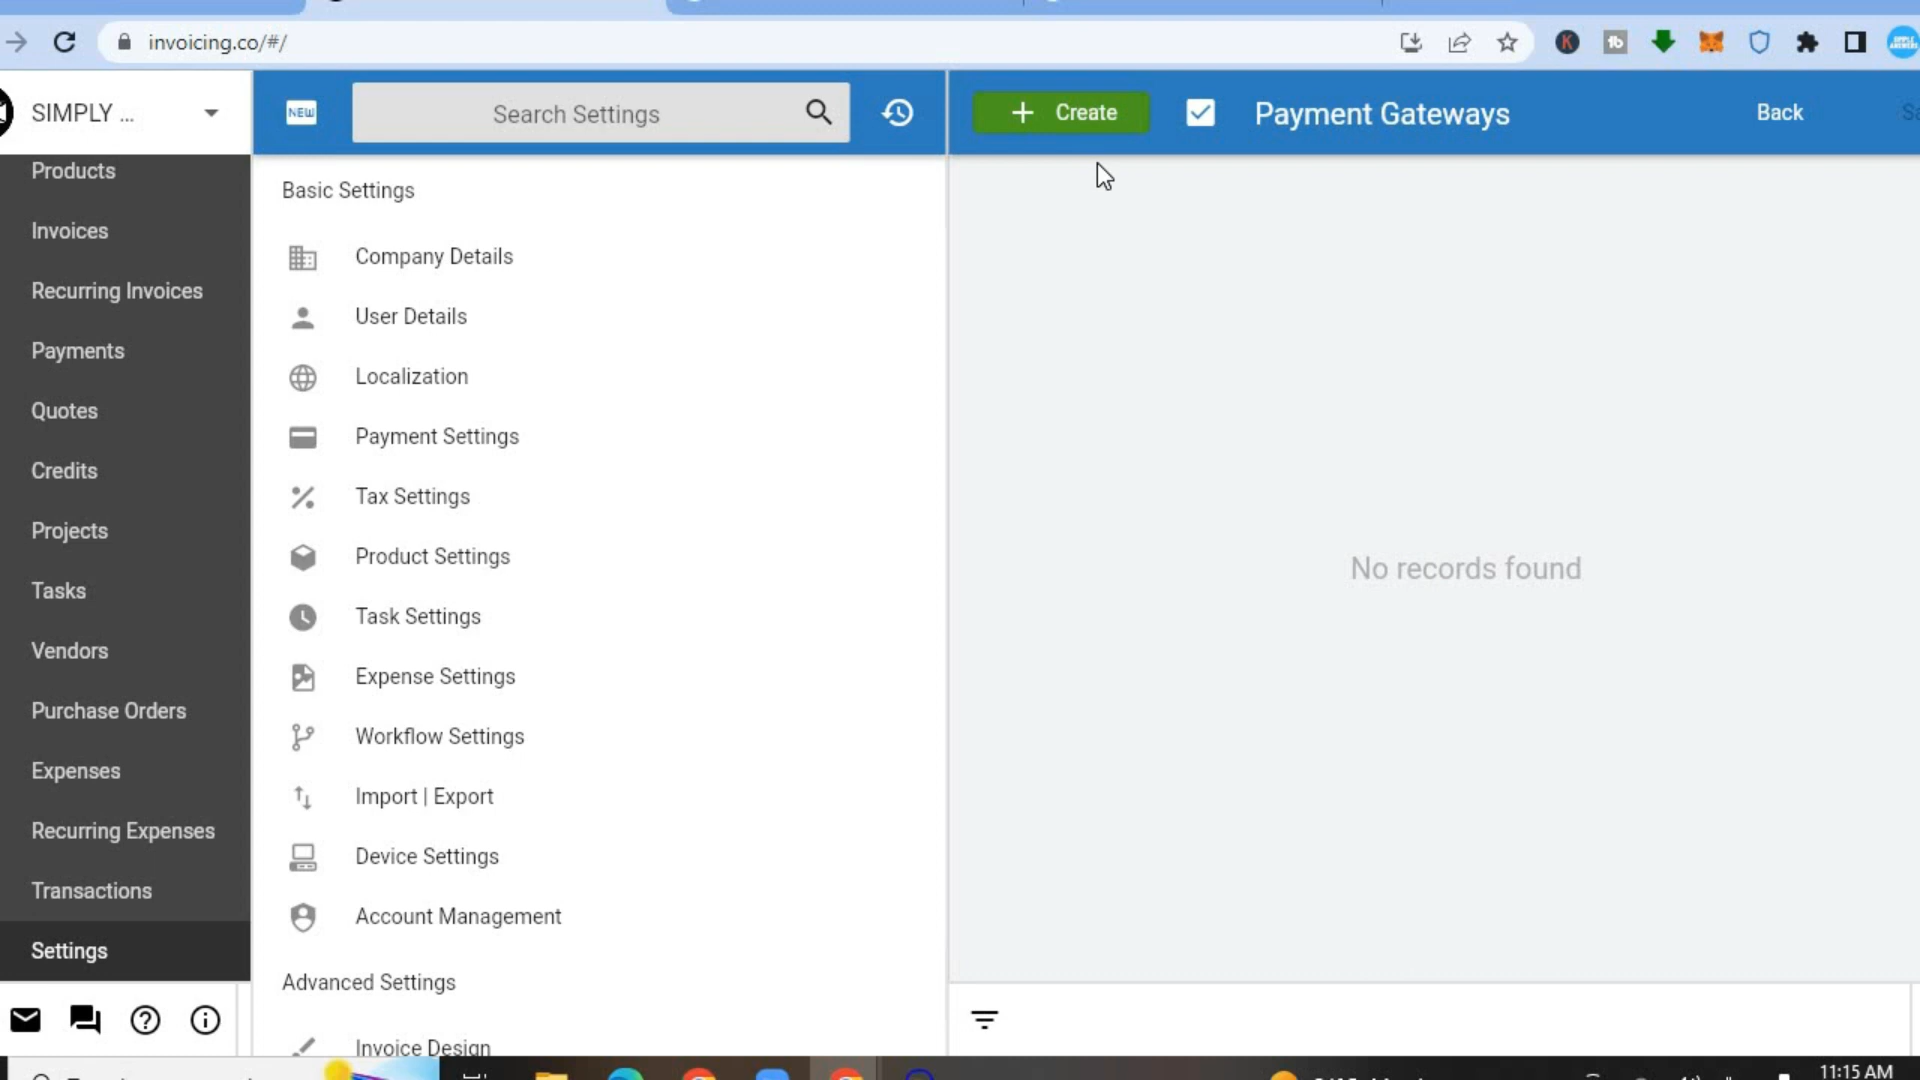 invoicing.co/#/
SIMPLY ...
NEW
Search Settings
Create
Payment Gateways
Back
Products
Invoices
Recurring Invoices
Payments
Quotes
Credits
Projects
Tasks
Vendors
Purchase Orders
Expenses
Recurring Expenses
Transactions
Settings
Basic Settings
Company Details
User Details
Localization
Payment Settings
Tax Settings
Product Settings
Task Settings
Expense Settings
Workflow Settings
Import | Export
Device Settings
Account Management
Advanced Settings
Invoice Design
No records found
11:15 AM